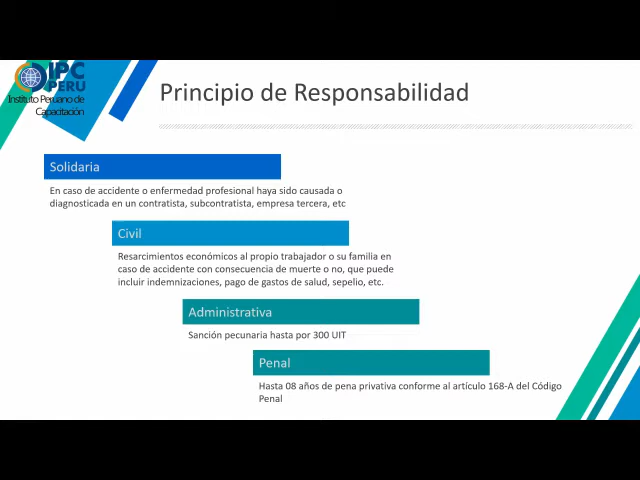 IPC
PERU
Instituto Peruano de
Capacitación
Principio de Responsabilidad
Solidaria
En caso de accidente o enfermedad profesional haya sido causada o
diagnosticada en un contratista, subcontratista, empresa tercera, etc
Civil
Resarcimientos económicos al propio trabajador o su familia en
caso de accidente con consecuencia de muerte o no, que puede
incluir indemnizaciones, pago de gastos de salud, sepelio, etc.
Administrativa
Sanción pecunaria hasta por 300 UIT
Penal
Hasta 08 años de pena privativa conforme al artículo 168-A del Código
Penal